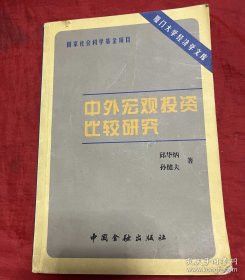 国家社会科学基金项目
厦门大学经济学文库
中外宏观投资
比较研究
邱华炳
孙健夫
著
中国金融出版社